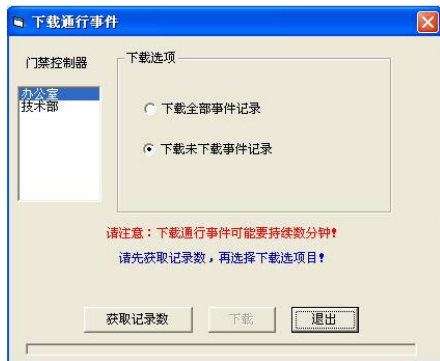 下载通行事件
门禁控制器
下载选项
办公室
技术部
下载全部事件记录
下载未下载事件记录
请注意：下载通行事件可能要持续数分钟！
请先获取记录数，再选择下载选项目！
获取记录数
下载
退出